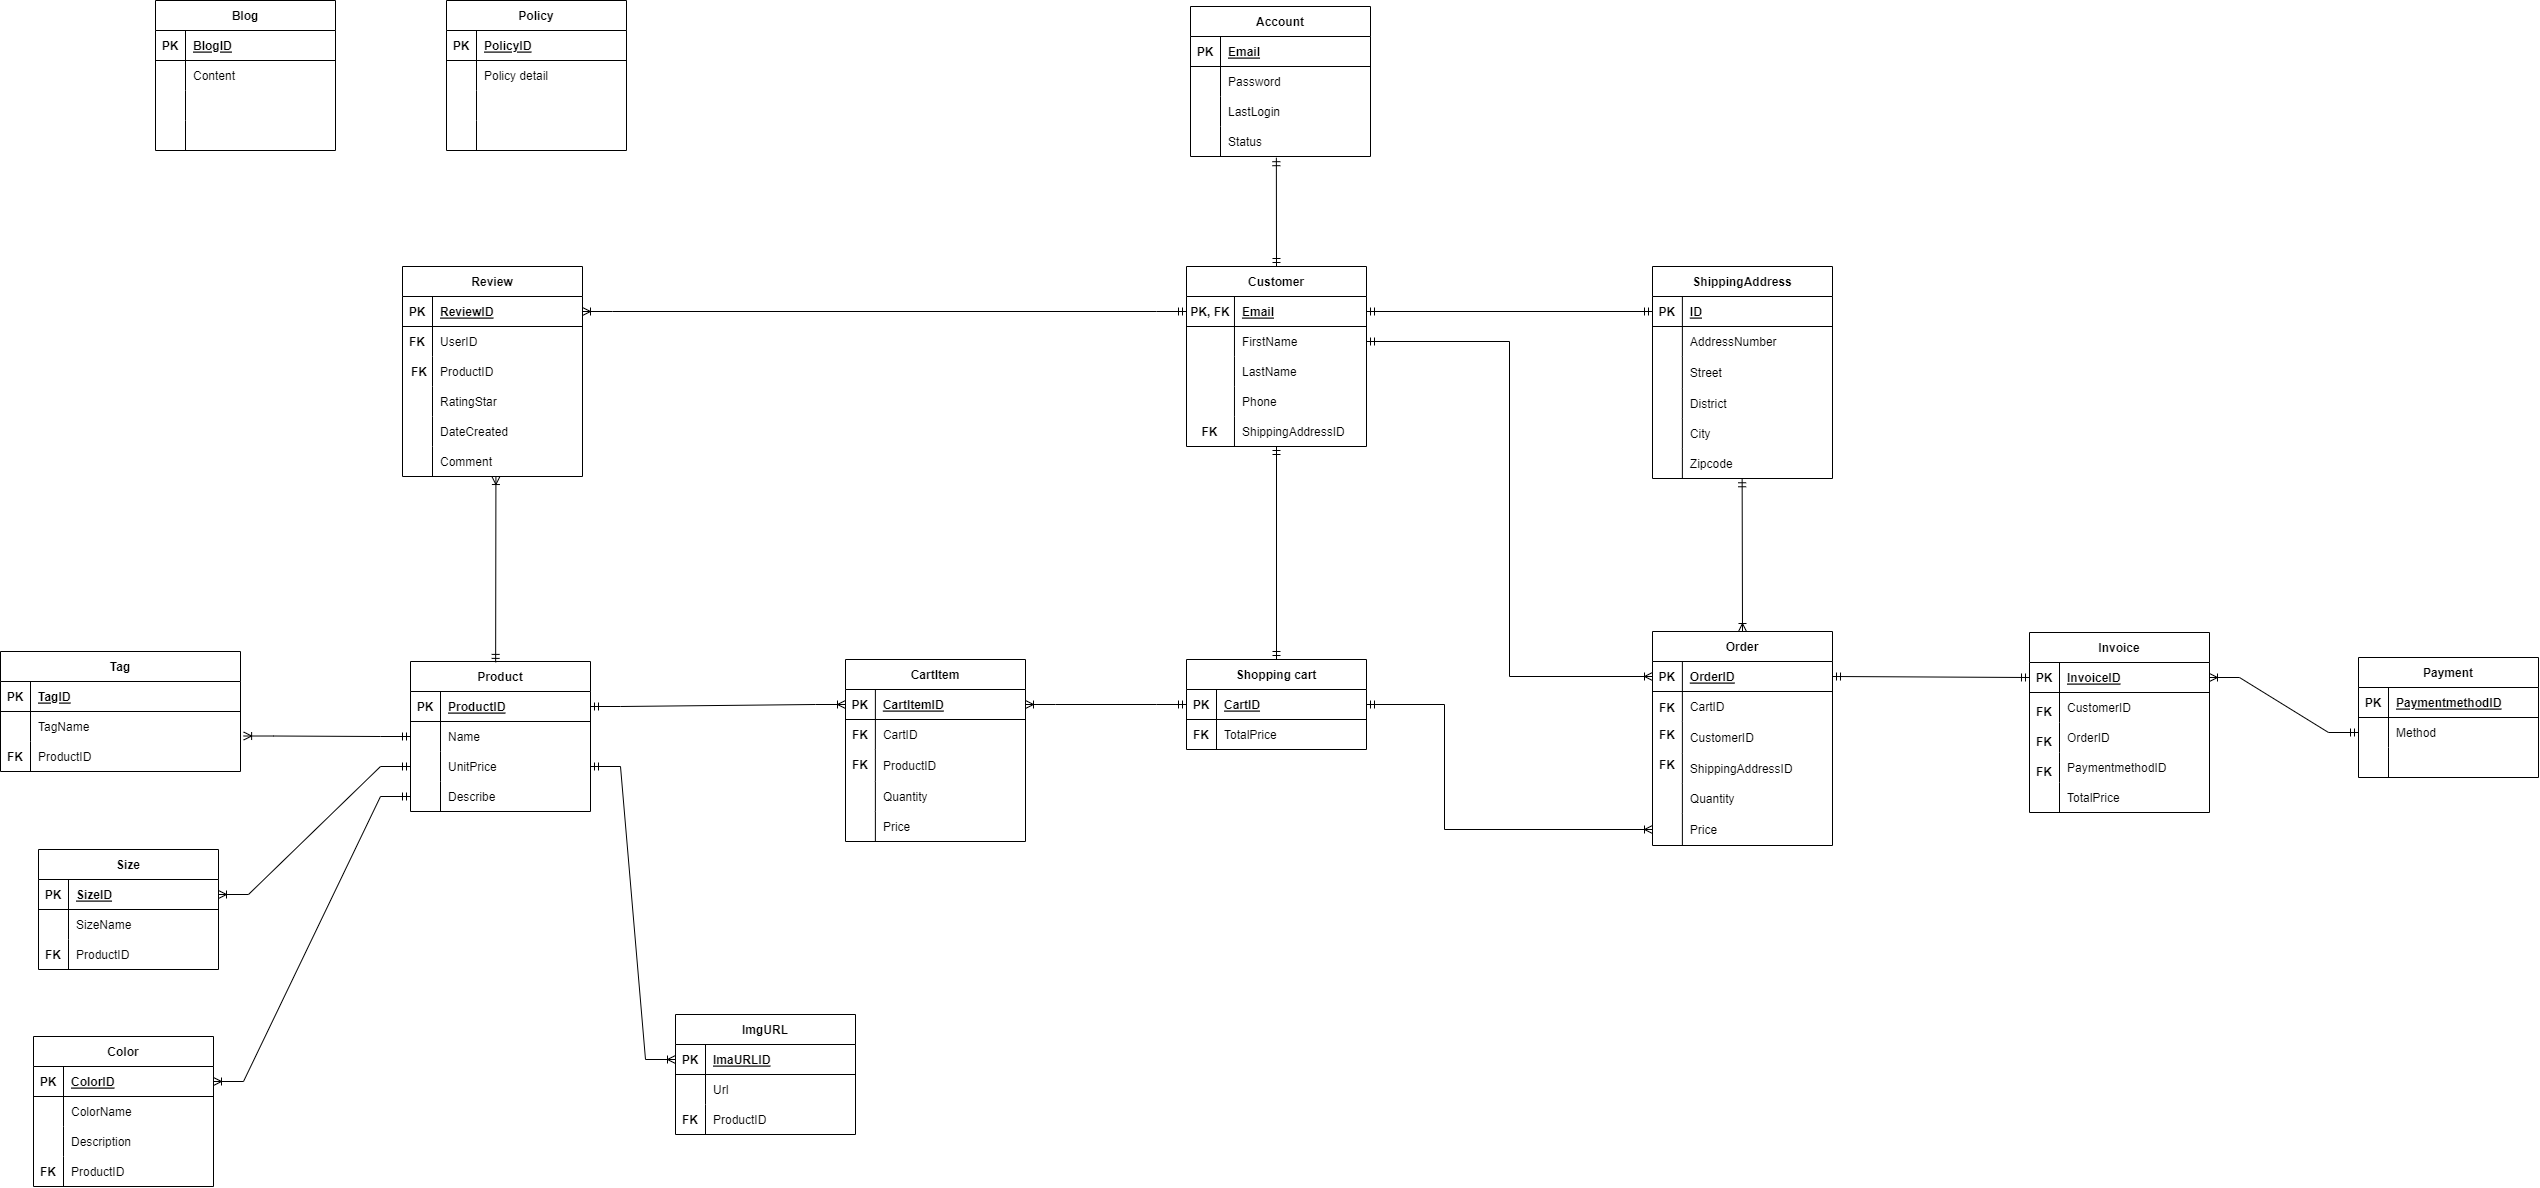 Blog
PK BlogID
Content
Policy
PK PolicyID
Policy detail
Account
PK Email
Password
LastLogin
Status
Review
PK ReviewID
FK UserID
FK ProductID
RatingStar
DateCreated
Comment
Customer
PK, FK Email
FirstName
LastName
Phone
FK ShippingAddressID
ShippingAddress
PK ID
AddressNumber
Street
District
City
Zipcode
Tag
PK TagID
TagName
FK ProductID
Product
PK ProductID
Name
UnitPrice
Describe
CartItem
PK CartItemID
FK CartID
FK ProductID
Quantity
Price
Shopping cart
PK CartID
FK TotalPrice
Order
PK OrderID
FK CartID
FK CustomerID
FK ShippingAddressID
Quantity
Price
Invoice
PK InvoiceID
FK CustomerID
FK OrderID
FK PaymentmethodID
TotalPrice
Payment
PK PaymentmethodID
Method
Size
PK SizeID
SizeName
FK ProductID
Color
PK ColorID
ColorName
Description
FK ProductID
ImgURL
PK ImaURLID
Url
FK ProductID